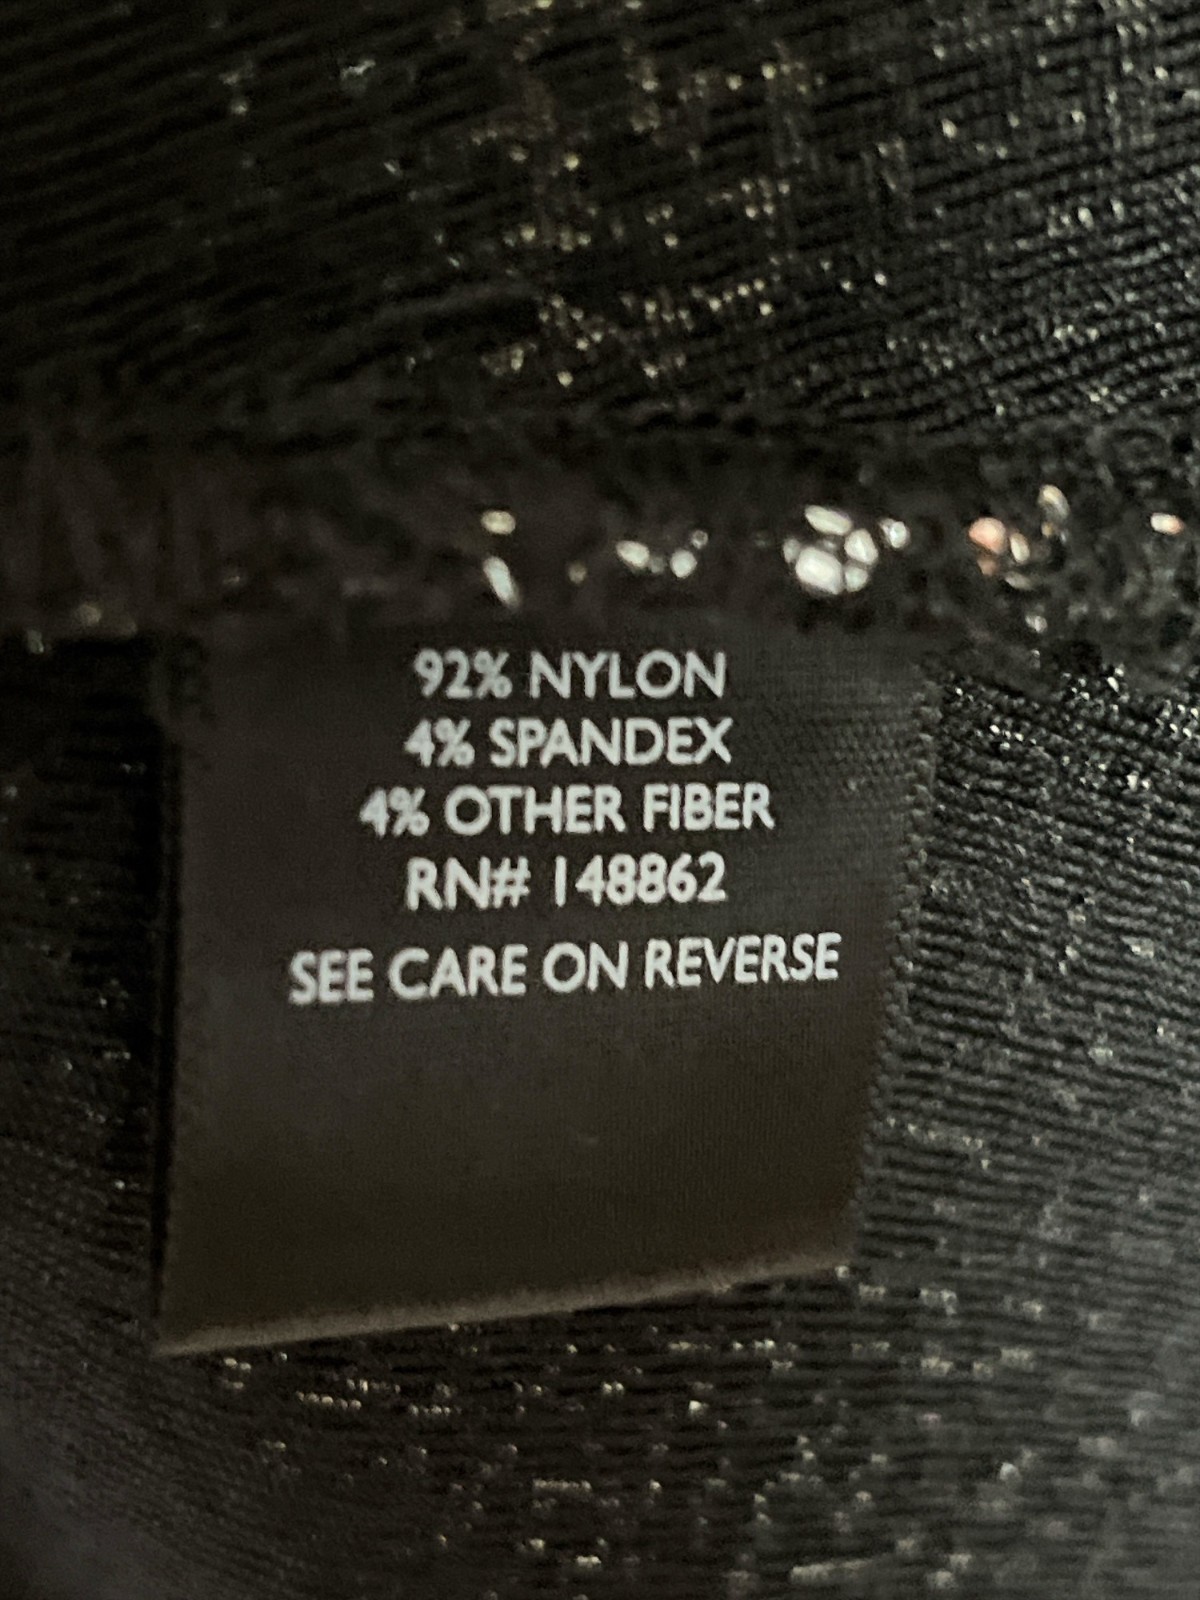 92% NYLON
4% SPANDEX
4% OTHER FIBER
RN# 148862
SEE CARE ON REVERSE